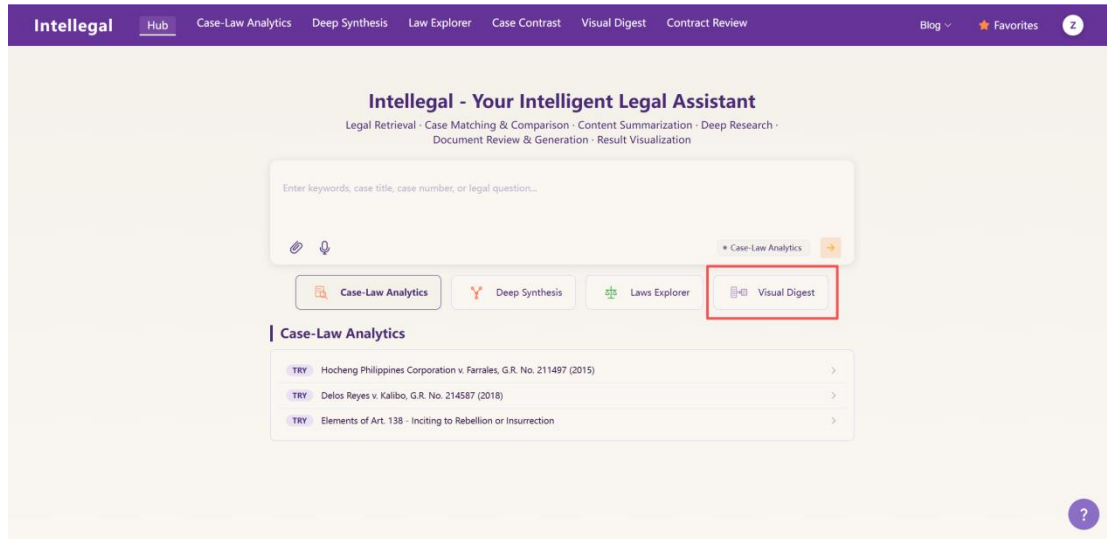 Intellegal Hub Case-Law Analytics Deep Synthesis Law Explorer Case Contrast Visual Digest Contract Review Blog Favorites Z
Intellegal - Your Intelligent Legal Assistant
Legal Retrieval · Case Matching & Comparison · Content Summarization · Deep Research ·
Document Review & Generation · Result Visualization
Enter keywords, case title, case number, or legal question...
Case-Law Analytics
Case-Law Analytics Deep Synthesis Laws Explorer Visual Digest
Case-Law Analytics
TRY Hocheng Philippines Corporation v. Farrales, G.R. No. 211497 (2015)
TRY Delos Reyes v. Kalibo, G.R. No. 214587 (2018)
TRY Elements of Art. 138 - Inciting to Rebellion or Insurrection
?